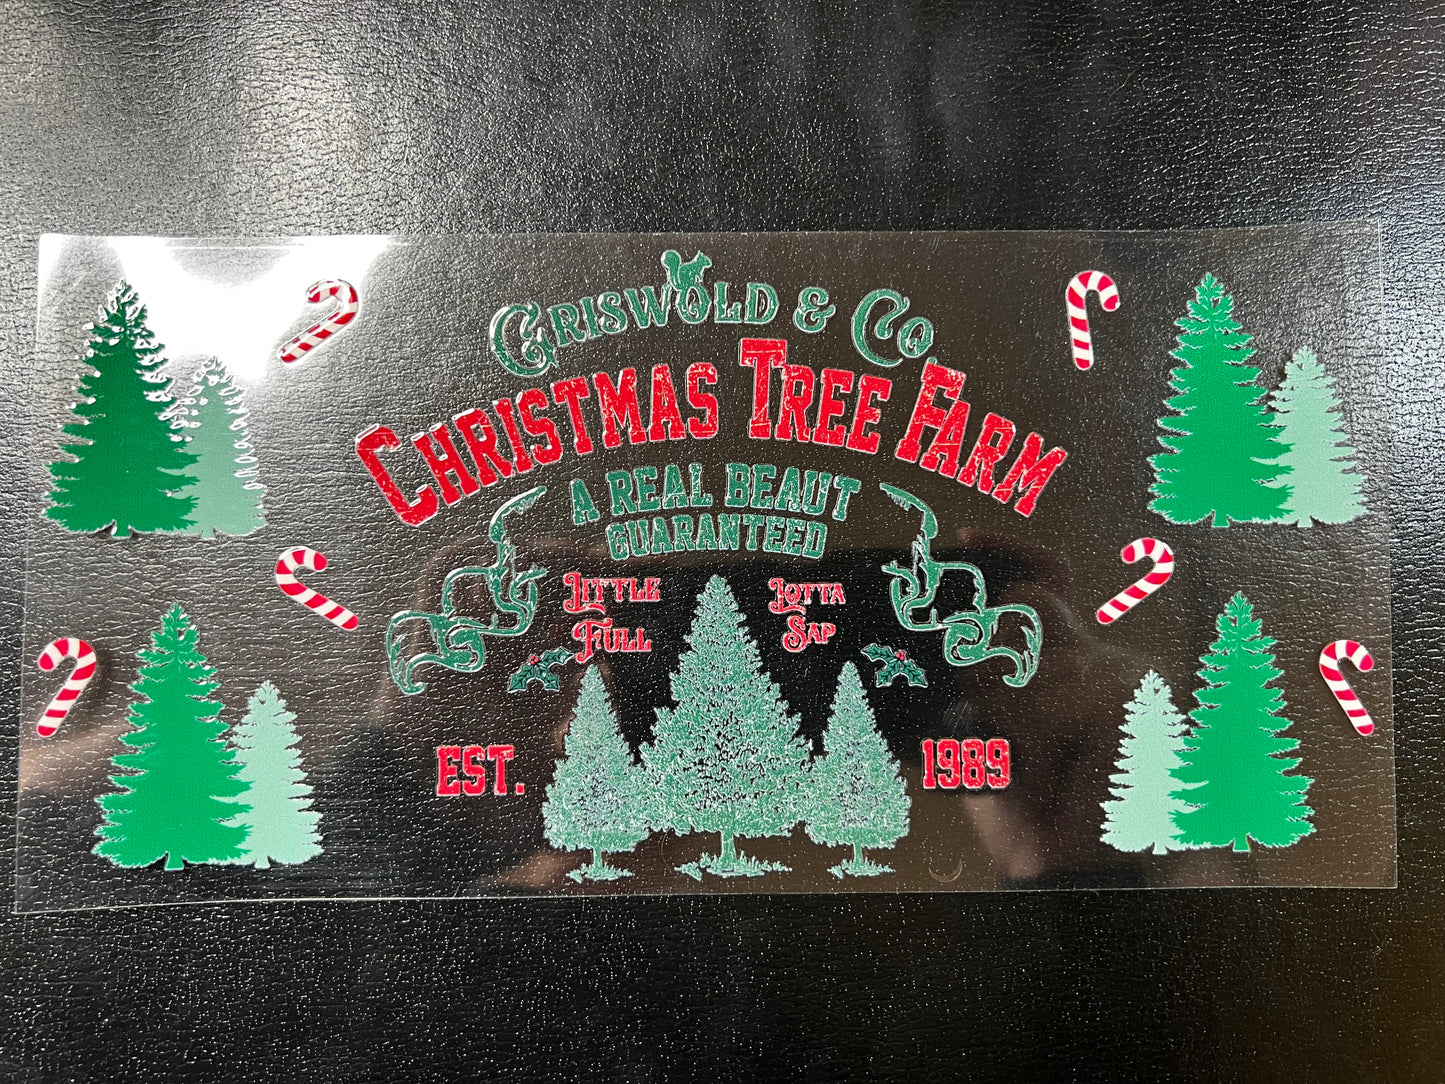 Griswold & Co.
Christmas Tree Farm
A REAL BEAUT
GUARANTEED
Little Full
Lotta Sap
EST. 1989